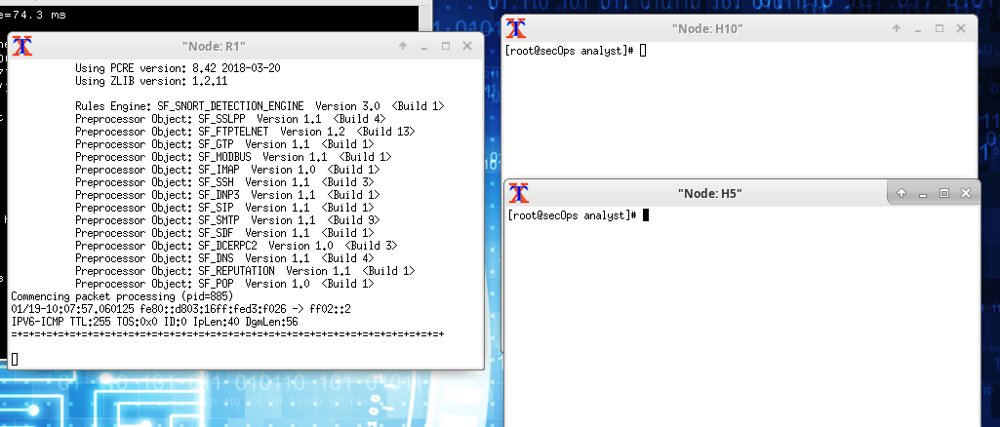 e=74.3 ms
"Node: R1"
Using PCRE version: 8.42 2018-03-20
Using ZLIB version: 1.2.11
Rules Engine: SF_SNORT_DETECTION_ENGINE Version 3.0 <Build 1>
Preprocessor Object: SF_SSLPP Version 1.1 <Build 4>
Preprocessor Object: SF_FTPTELNET Version 1.2 <Build 13>
Preprocessor Object: SF_GTP Version 1.1 <Build 1>
Preprocessor Object: SF_MODBUS Version 1.1 <Build 1>
Preprocessor Object: SF_IMAP Version 1.0 <Build 1>
Preprocessor Object: SF_SSH Version 1.1 <Build 3>
Preprocessor Object: SF_DNP3 Version 1.1 <Build 1>
Preprocessor Object: SF_SIP Version 1.1 <Build 1>
Preprocessor Object: SF_SMTP Version 1.1 <Build 9>
Preprocessor Object: SF_SDF Version 1.1 <Build 1>
Preprocessor Object: SF_DCERPC2 Version 1.0 <Build 3>
Preprocessor Object: SF_DNS Version 1.1 <Build 4>
Preprocessor Object: SF_REPUTATION Version 1.1 <Build 1>
Preprocessor Object: SF_POP Version 1.0 <Build 1>
Commencing packet processing (pid=885)
01/19-10:07:57.060125 fe80::d803:16ff:fed3:f026 -> ff02::2
IPV6-ICMP TTL:255 TOS:0x0 ID:0 IpLen:40 DgmLen:56
=+=+=+=+=+=+=+=+=+=+=+=+=+=+=+=+=+=+=+=+=+=+=+=+=+=+=+=+=+=+=+=+=+=+=+=+=+
"Node: H10"
[root@secOps analyst]#
"Node: H5"
[root@secOps analyst]#